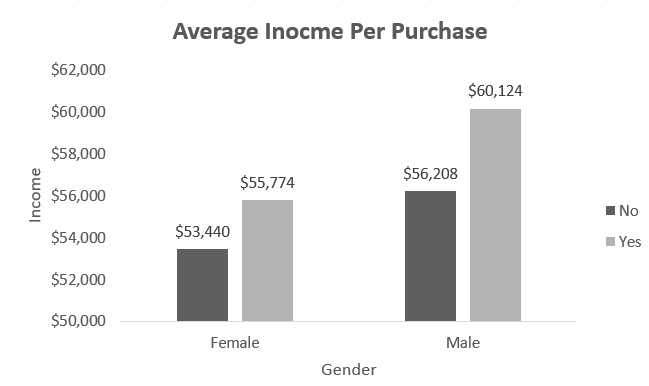 Average Inocme Per Purchase
$62,000
$60,000
$58,000
$56,000
$54,000
$52,000
$50,000
Income
$53,440
$55,774
$56,208
$60,124
Female
Male
Gender
No
Yes